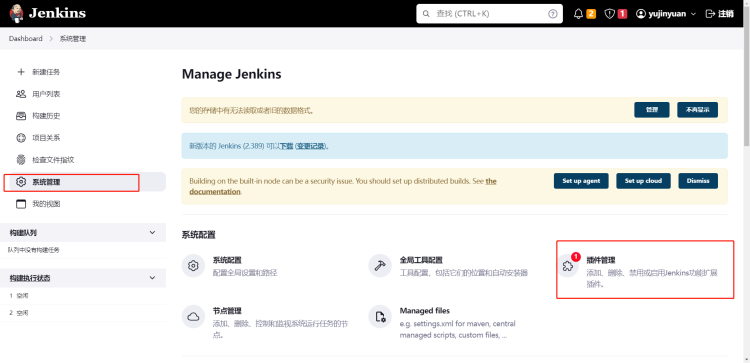 Jenkins
查找 (CTRL+K)
2
1
yujinyuan
注销
Dashboard
系统管理
新建任务
用户列表
构建历史
项目关系
检查文件指纹
系统管理
我的视图
构建队列
队列中没有构建任务
构建执行状态
1 空闲
2 空闲
Manage Jenkins
您的存储中有无法读取或者旧的数据格式。
管理
不再显示
新版本的 Jenkins (2.389) 可以下载 (变更记录)。
Building on the built-in node can be a security issue. You should set up distributed builds. See the
documentation.
Set up agent
Set up cloud
Dismiss
系统配置
系统配置
配置全局设置和路径
全局工具配置
工具配置，包括它们的位置和自动安装器
1
插件管理
添加、删除、禁用或启用Jenkins功能扩展
插件。
节点管理
添加、删除、控制和监视系统运行任务的节
点。
Managed files
e.g. settings.xml for maven, central
managed scripts, custom files, ...